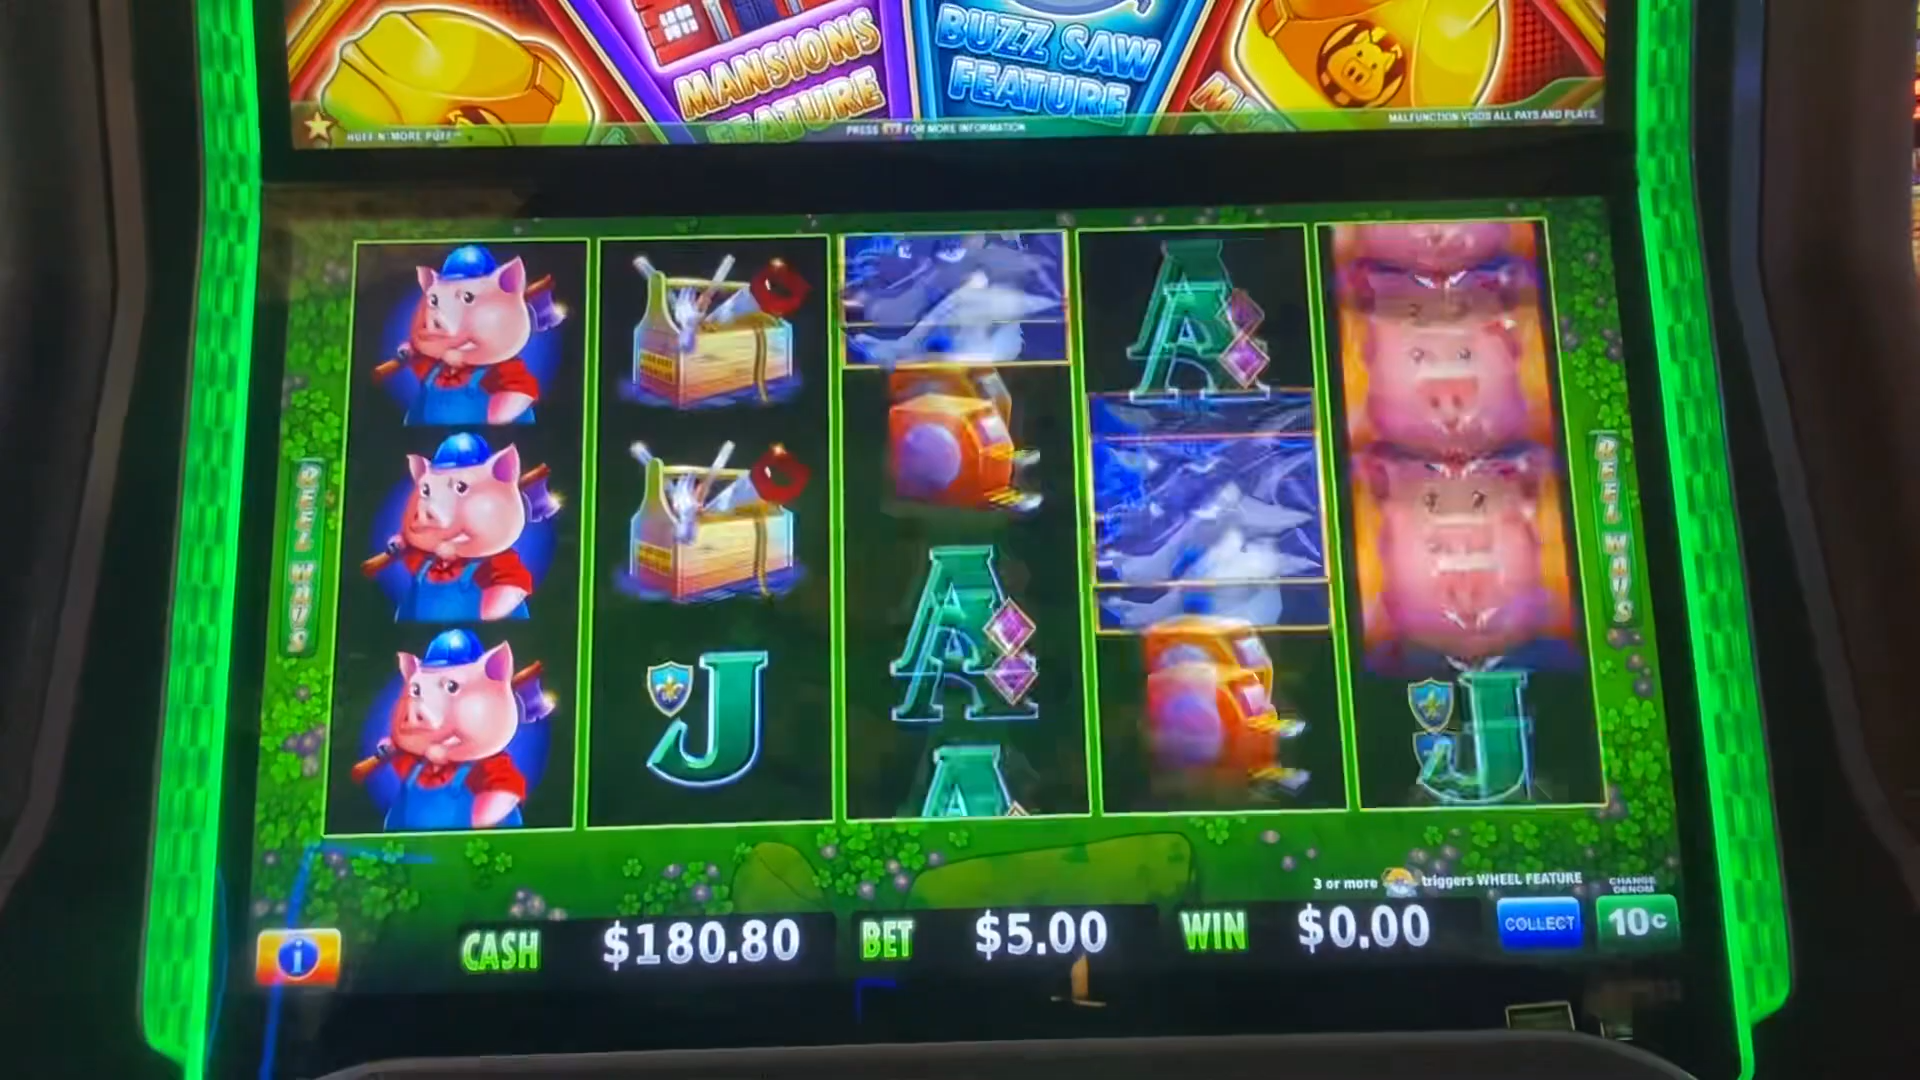 MANSIONS
FEATURE
BUZZ SAW
FEATURE
HUFF N' MORE PUFF™
PRESS FOR MORE INFORMATION
MALFUNCTION VOIDS ALL PAYS AND PLAYS.
A
A
J
A
J
REEL WAYS
REEL WAYS
3 or more triggers WHEEL FEATURE
CHANGE
DENOM
i
CASH $180.80
BET $5.00
WIN $0.00
COLLECT
10¢